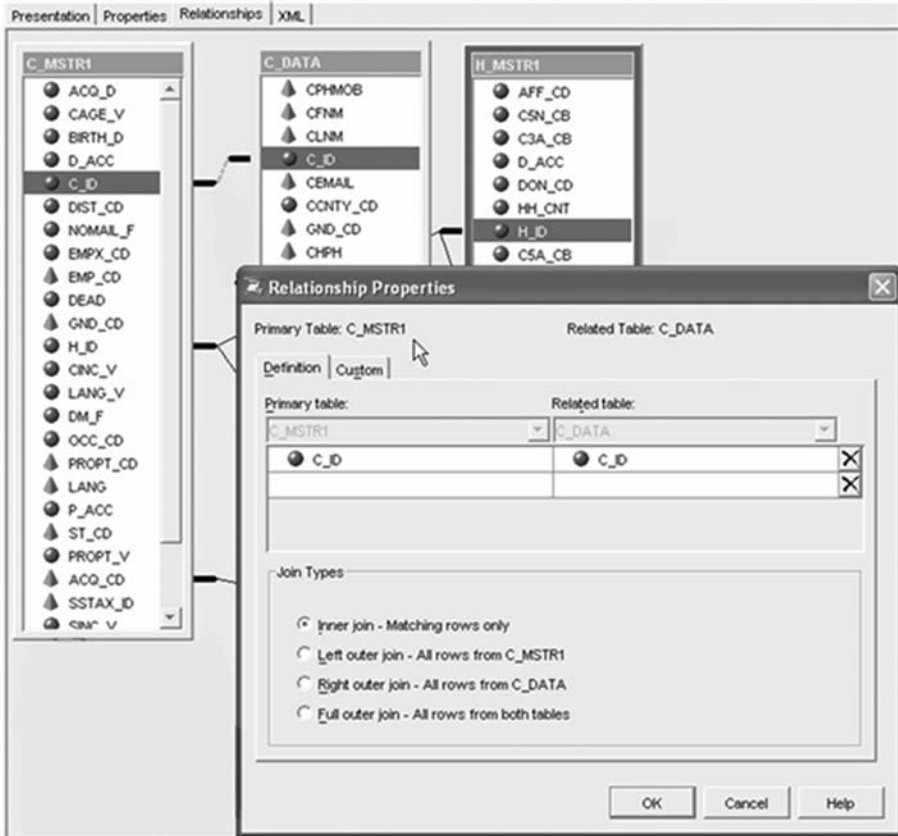 Presentation Properties Relationships XML
C_MSTR1
ACQ_D
CAGE_V
BIRTH_D
D_ACC
C_ID
DIST_CD
NOMAIL_F
EMPX_CD
EMP_CD
DEAD
GND_CD
H_ID
CINC_V
LANG_V
DM_F
OCC_CD
PROPT_CD
LANG
P_ACC
ST_CD
PROPT_V
ACQ_CD
SSTAX_ID
SINC_V
C_DATA
CPHMOB
CFNM
CLNM
C_ID
CEMAIL
CCNTY_CD
GND_CD
CHPH
H_MSTR1
AFF_CD
C5N_CB
C3A_CB
D_ACC
DON_CD
HH_CNT
H_ID
C5A_CB
Relationship Properties
Primary Table: C_MSTR1 Related Table: C_DATA
Definition Custom
Primary table: Related table:
C_MSTR1 C_DATA
C_ID C_ID
Join Types
Inner join - Matching rows only
Left outer join - All rows from C_MSTR1
Right outer join - All rows from C_DATA
Full outer join - All rows from both tables
OK Cancel Help